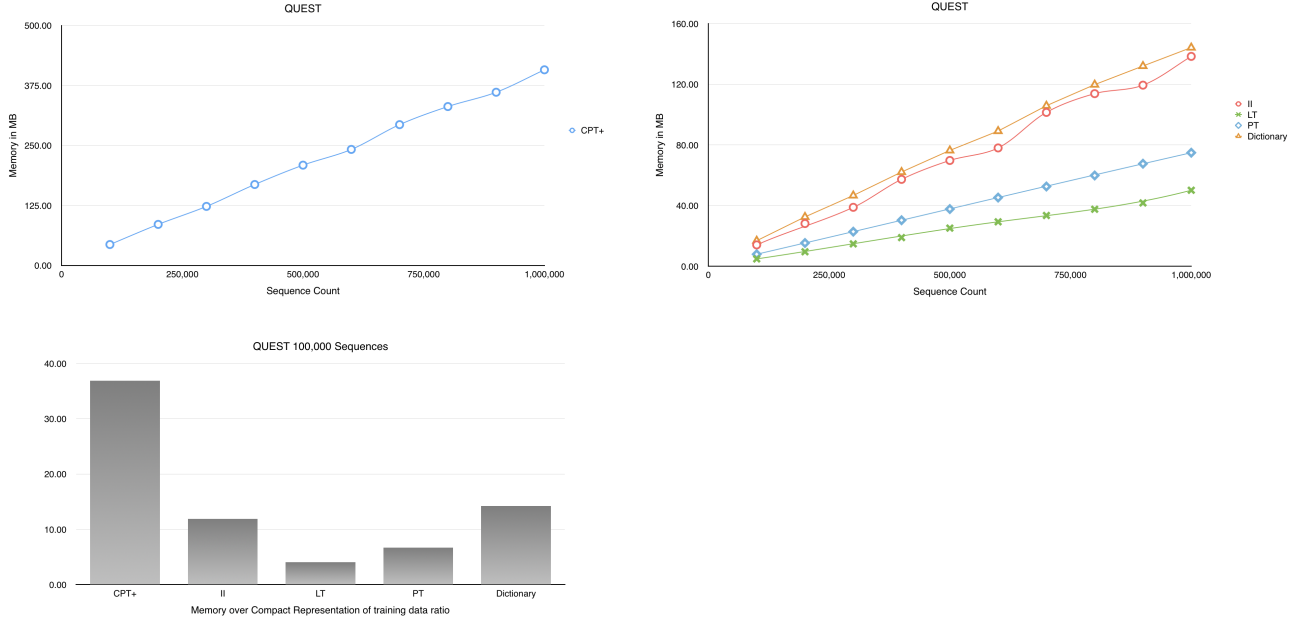 QUEST
500.00
375.00
250.00
125.00
0.00
Memory in MB
0
250,000
500,000
750,000
1,000,000
Sequence Count
CPT+
QUEST
160.00
120.00
80.00
40.00
0.00
Memory in MB
0
250,000
500,000
750,000
1,000,000
Sequence Count
II
LT
PT
Dictionary
QUEST 100,000 Sequences
40.00
30.00
20.00
10.00
0.00
CPT+
II
LT
PT
Dictionary
Memory over Compact Representation of training data ratio